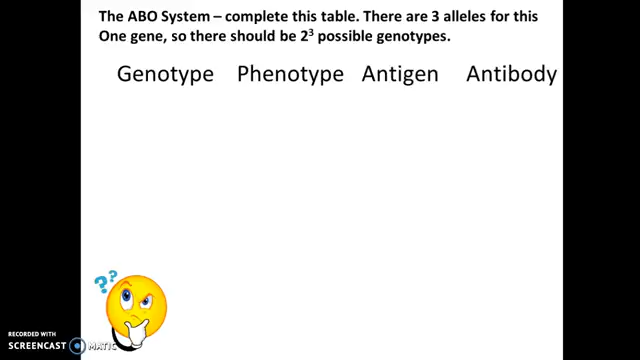 The ABO System – complete this table. There are 3 alleles for this
One gene, so there should be 2³ possible genotypes.
Genotype Phenotype Antigen Antibody
? ?
RECORDED WITH
SCREENCAST MATIC